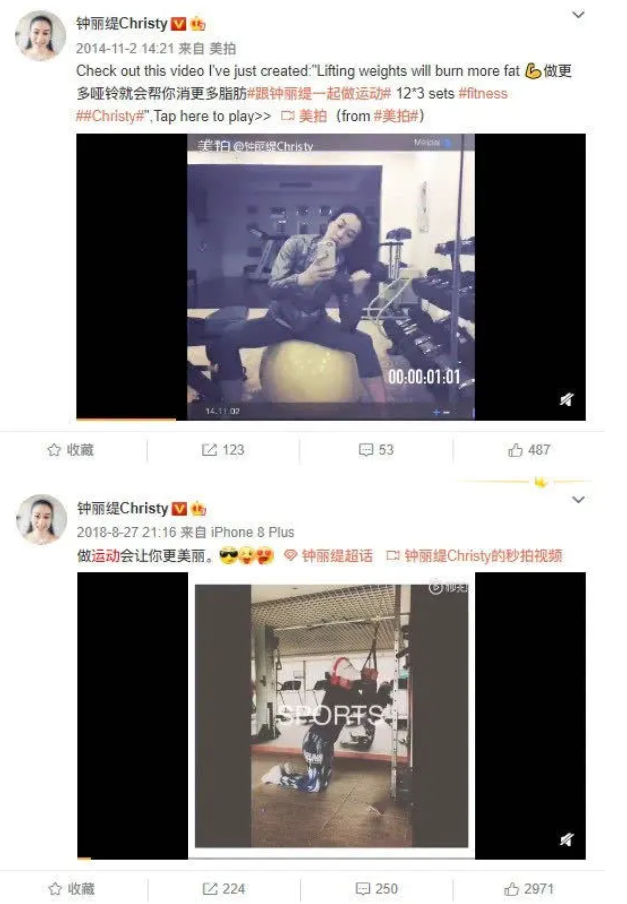 钟丽缇Christy
2014-11-2 14:21 来自 美拍
Check out this video I've just created:"Lifting weights will burn more fat 💪做更
多哑铃就会帮你消更多脂肪#跟钟丽缇一起做运动# 12*3 sets #fitness
##Christy#",Tap here to play>> 美拍 (from #美拍#)
美拍 @钟丽缇Christy
Meipai
00:00:01:01
14.11.02
收藏 123 53 487
钟丽缇Christy
2018-8-27 21:16 来自 iPhone 8 Plus
做运动会让你更美丽。😎😜😍 钟丽缇超话 钟丽缇Christy的秒拍视频
SPORTS
收藏 224 250 2971